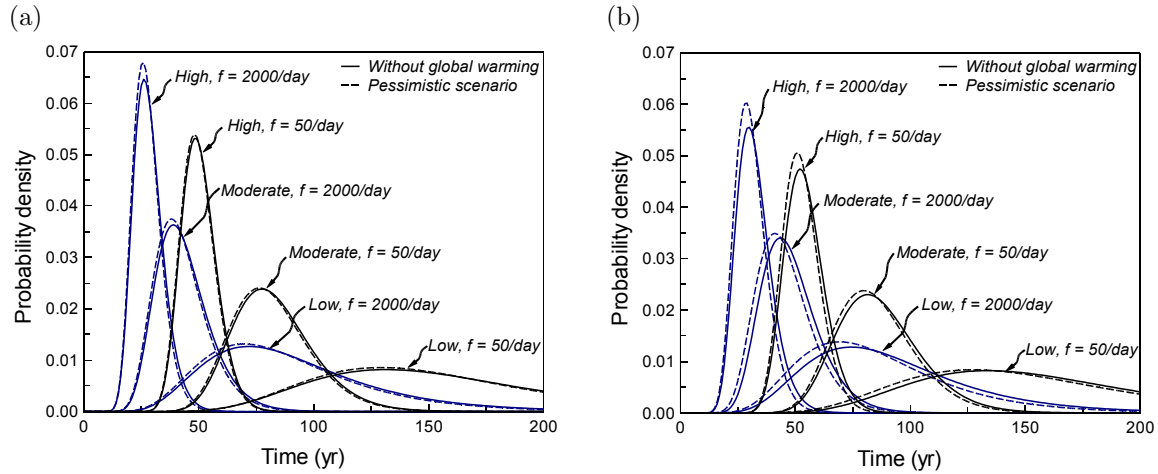 (a)
Probability density
0.07
0.06
0.05
0.04
0.03
0.02
0.01
0.00
Without global warming
Pessimistic scenario
High, f = 2000/day
High, f = 50/day
Moderate, f = 2000/day
Moderate, f = 50/day
Low, f = 2000/day
Low, f = 50/day
0 50 100 150 200
Time (yr)
(b)
Probability density
0.07
0.06
0.05
0.04
0.03
0.02
0.01
0.00
Without global warming
Pessimistic scenario
High, f = 2000/day
High, f = 50/day
Moderate, f = 2000/day
Moderate, f = 50/day
Low, f = 2000/day
Low, f = 50/day
0 50 100 150 200
Time (yr)